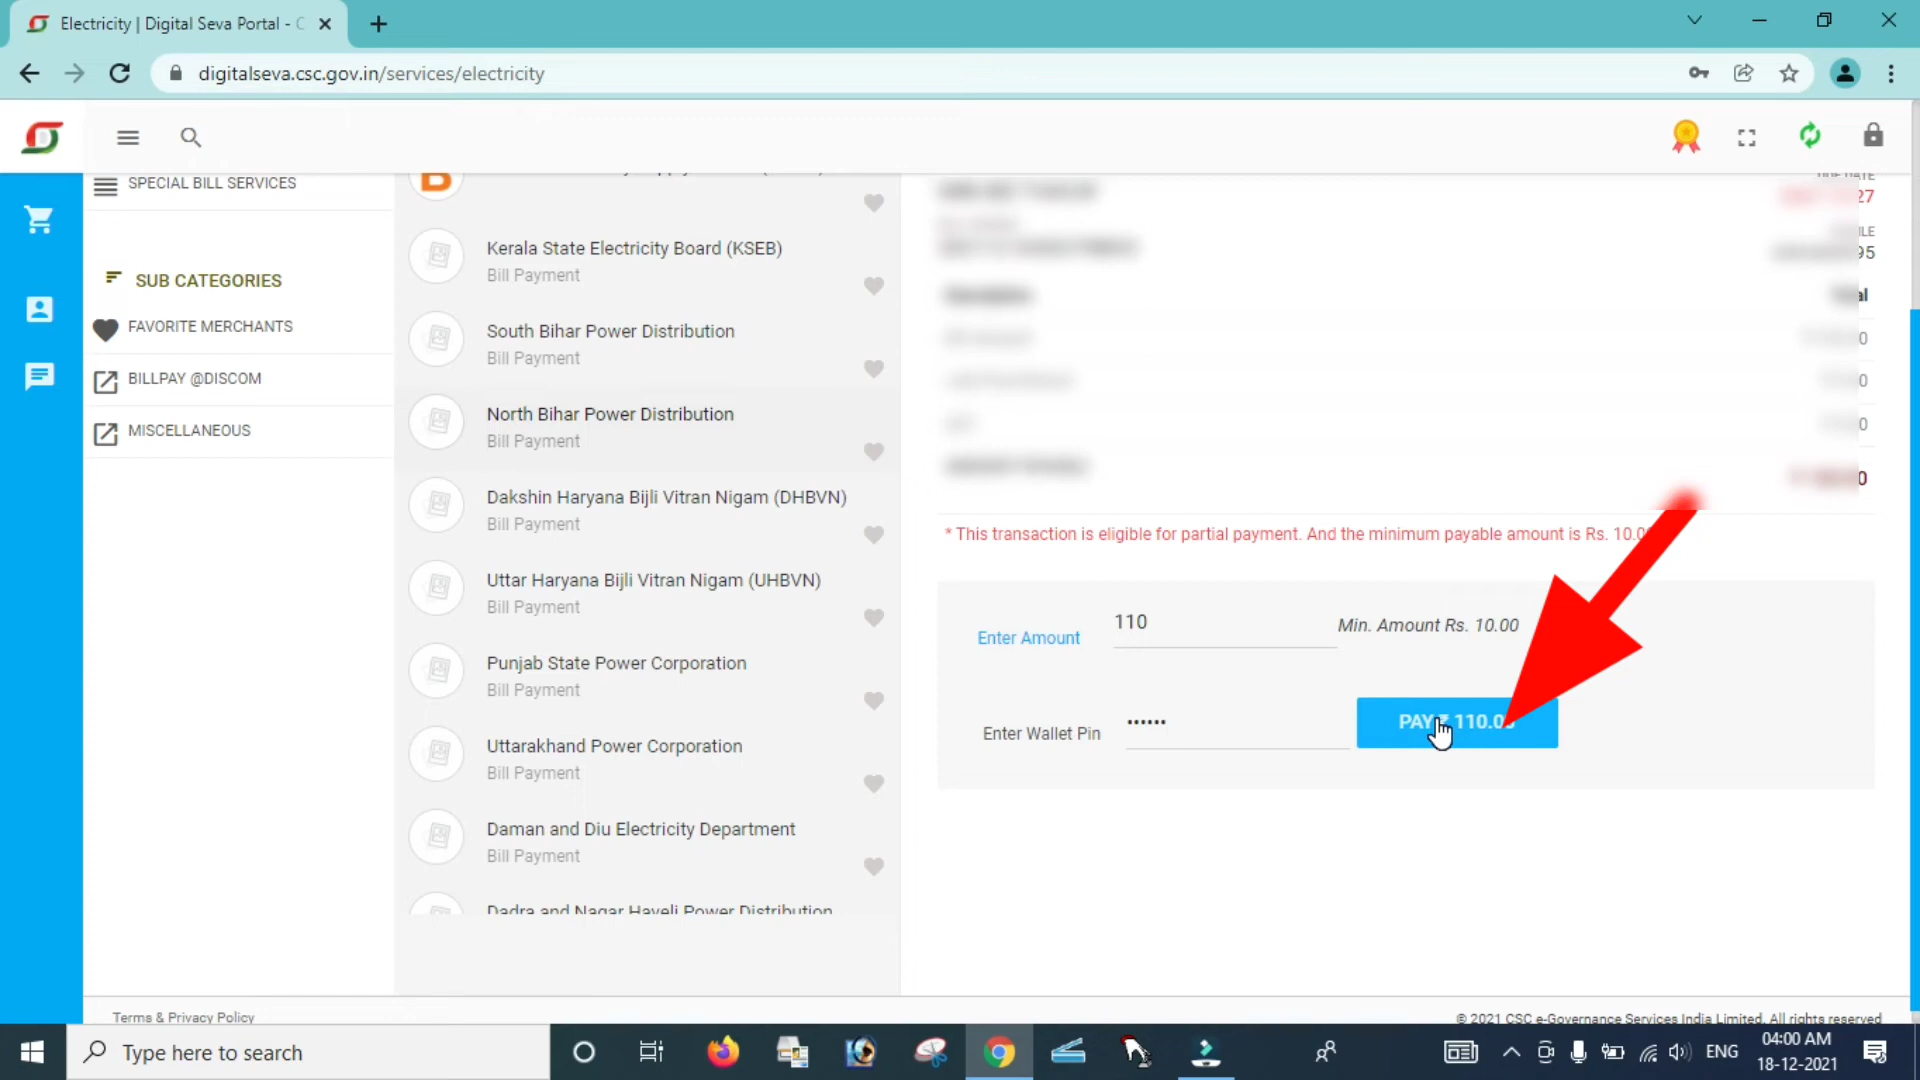 Electricity | Digital Seva Portal -
digitalseva.csc.gov.in/services/electricity
SPECIAL BILL SERVICES
SUB CATEGORIES
FAVORITE MERCHANTS
BILLPAY @DISCOM
MISCELLANEOUS
Kerala State Electricity Board (KSEB)
Bill Payment
South Bihar Power Distribution
Bill Payment
North Bihar Power Distribution
Bill Payment
Dakshin Haryana Bijli Vitran Nigam (DHBVN)
Bill Payment
Uttar Haryana Bijli Vitran Nigam (UHBVN)
Bill Payment
Punjab State Power Corporation
Bill Payment
Uttarakhand Power Corporation
Bill Payment
Daman and Diu Electricity Department
Bill Payment
Dadra and Nagar Haveli Power Distribution
DUE DATE
* This transaction is eligible for partial payment. And the minimum payable amount is Rs. 10.0
Enter Amount
110
Min. Amount Rs. 10.00
Enter Wallet Pin
••••••
PAY ₹ 110.00
Terms & Privacy Policy
© 2021 CSC e-Governance Services India Limited. All rights reserved
Type here to search
ENG
04:00 AM
18-12-2021